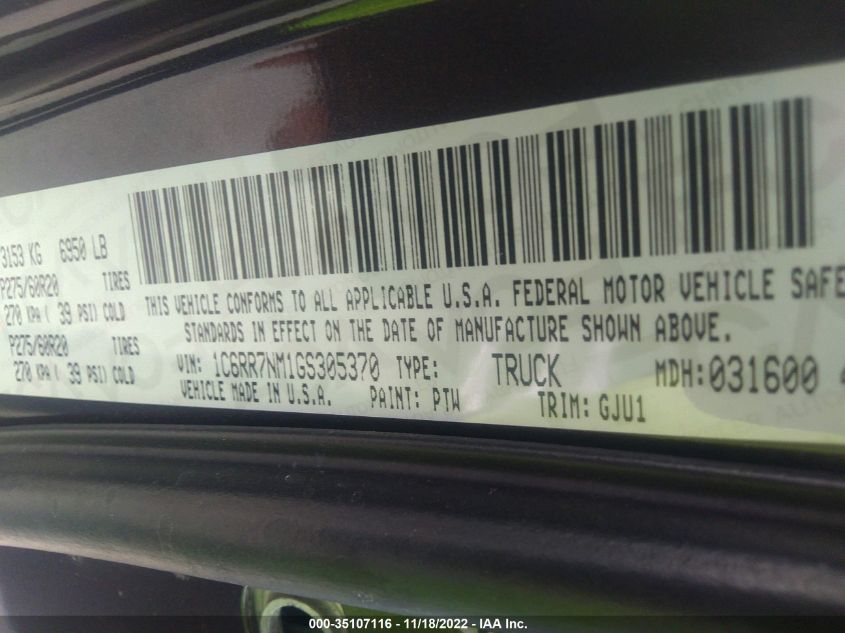 3153 KG 6950 LB
P275/60R20 TIRES
270 KPA ( 39 PSI) COLD
P275/60R20 TIRES
270 KPA ( 39 PSI) COLD
THIS VEHICLE CONFORMS TO ALL APPLICABLE U.S.A. FEDERAL MOTOR VEHICLE SAFE
STANDARDS IN EFFECT ON THE DATE OF MANUFACTURE SHOWN ABOVE.
VIN: 1C6RR7NM1GS305370 TYPE: TRUCK MDH:031600
VEHICLE MADE IN U.S.A. PAINT: PTW TRIM: GJU1
000-35107116 - 11/18/2022 - IAA Inc.